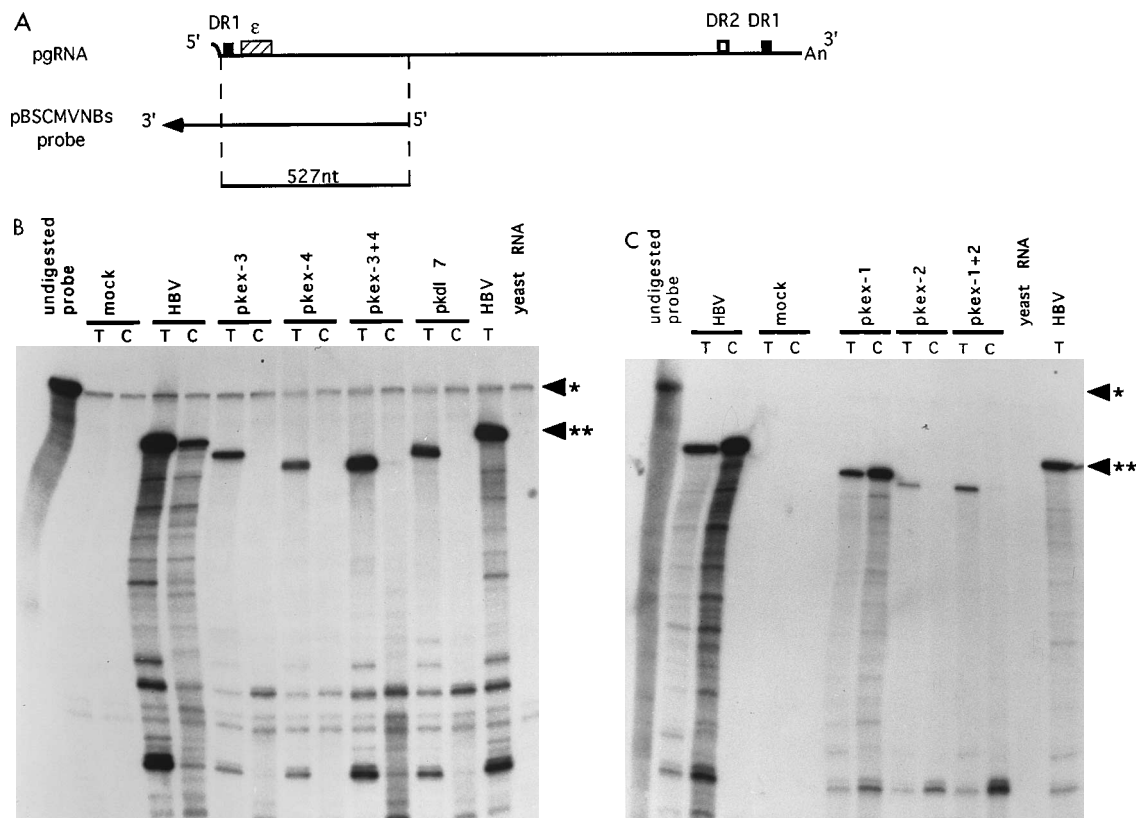 A
DR1 ε DR2 DR1
5' 3'
pgRNA An
pBSCMVNBs
probe
3' 5'
527nt
B
undigested
probe
mock
HBV
pkex-3
pkex-4
pkex-3+4
pkdl 7
HBV
yeast RNA
T C T C T C T C T C T C T
*
**
C
undigested
probe
HBV
mock
pkex-1
pkex-2
pkex-1+2
yeast RNA
HBV
T C T C T C T C T
*
**